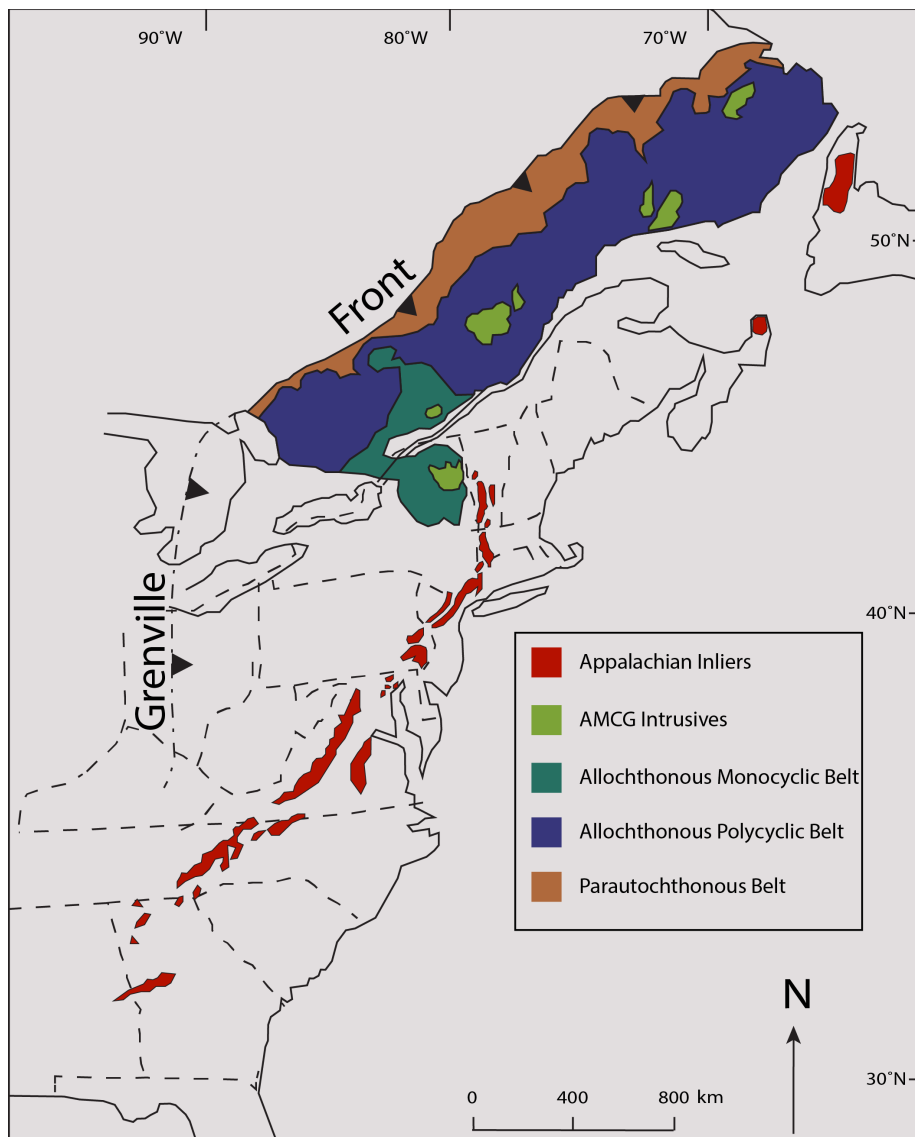 90˚W
80˚W
70˚W
50˚N
Front
Grenville
40˚N
Appalachian Inliers
AMCG Intrusives
Allochthonous Monocyclic Belt
Allochthonous Polycyclic Belt
Parautochthonous Belt
N
30˚N
0 400 800 km